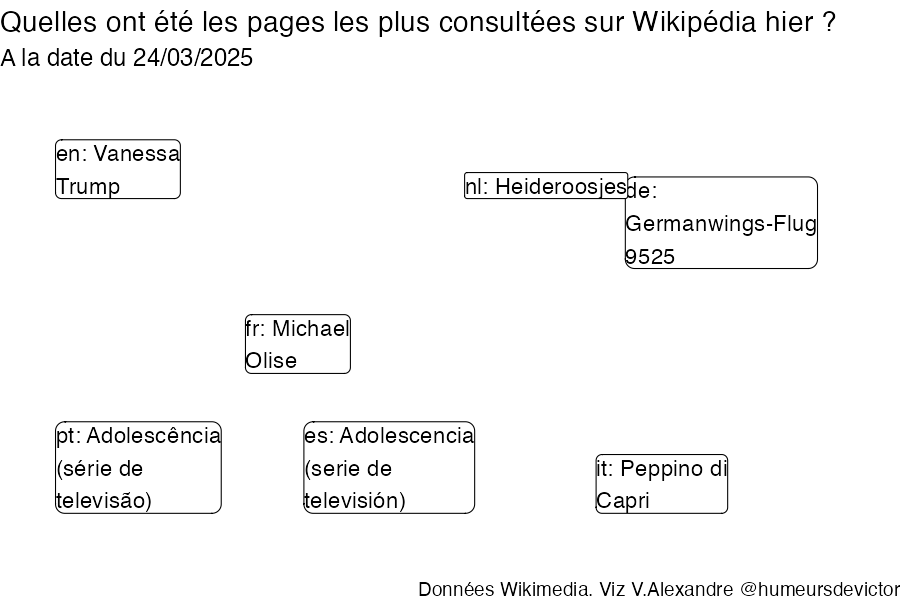 Quelles ont été les pages les plus consultées sur Wikipédia hier ?
A la date du 24/03/2025
en: Vanessa
Trump
nl: Heideroosjes
de:
Germanwings-Flug
9525
fr: Michael
Olise
pt: Adolescência
(série de
televisão)
es: Adolescencia
(serie de
televisión)
it: Peppino di
Capri
Données Wikimedia. Viz V.Alexandre @humeursdevictor